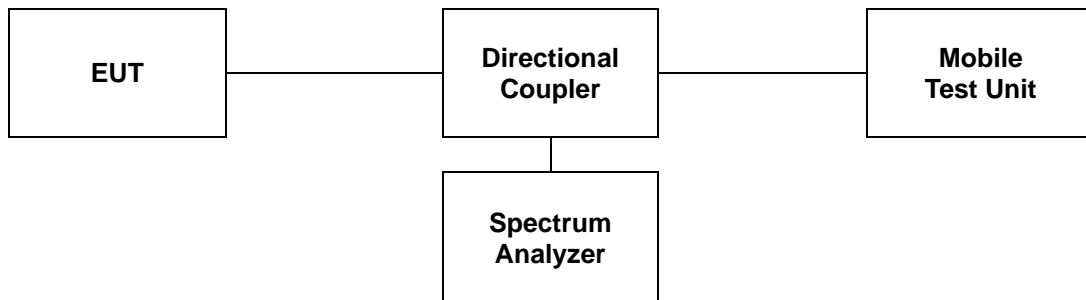 EUT
Directional
Coupler
Mobile
Test Unit
Spectrum
Analyzer